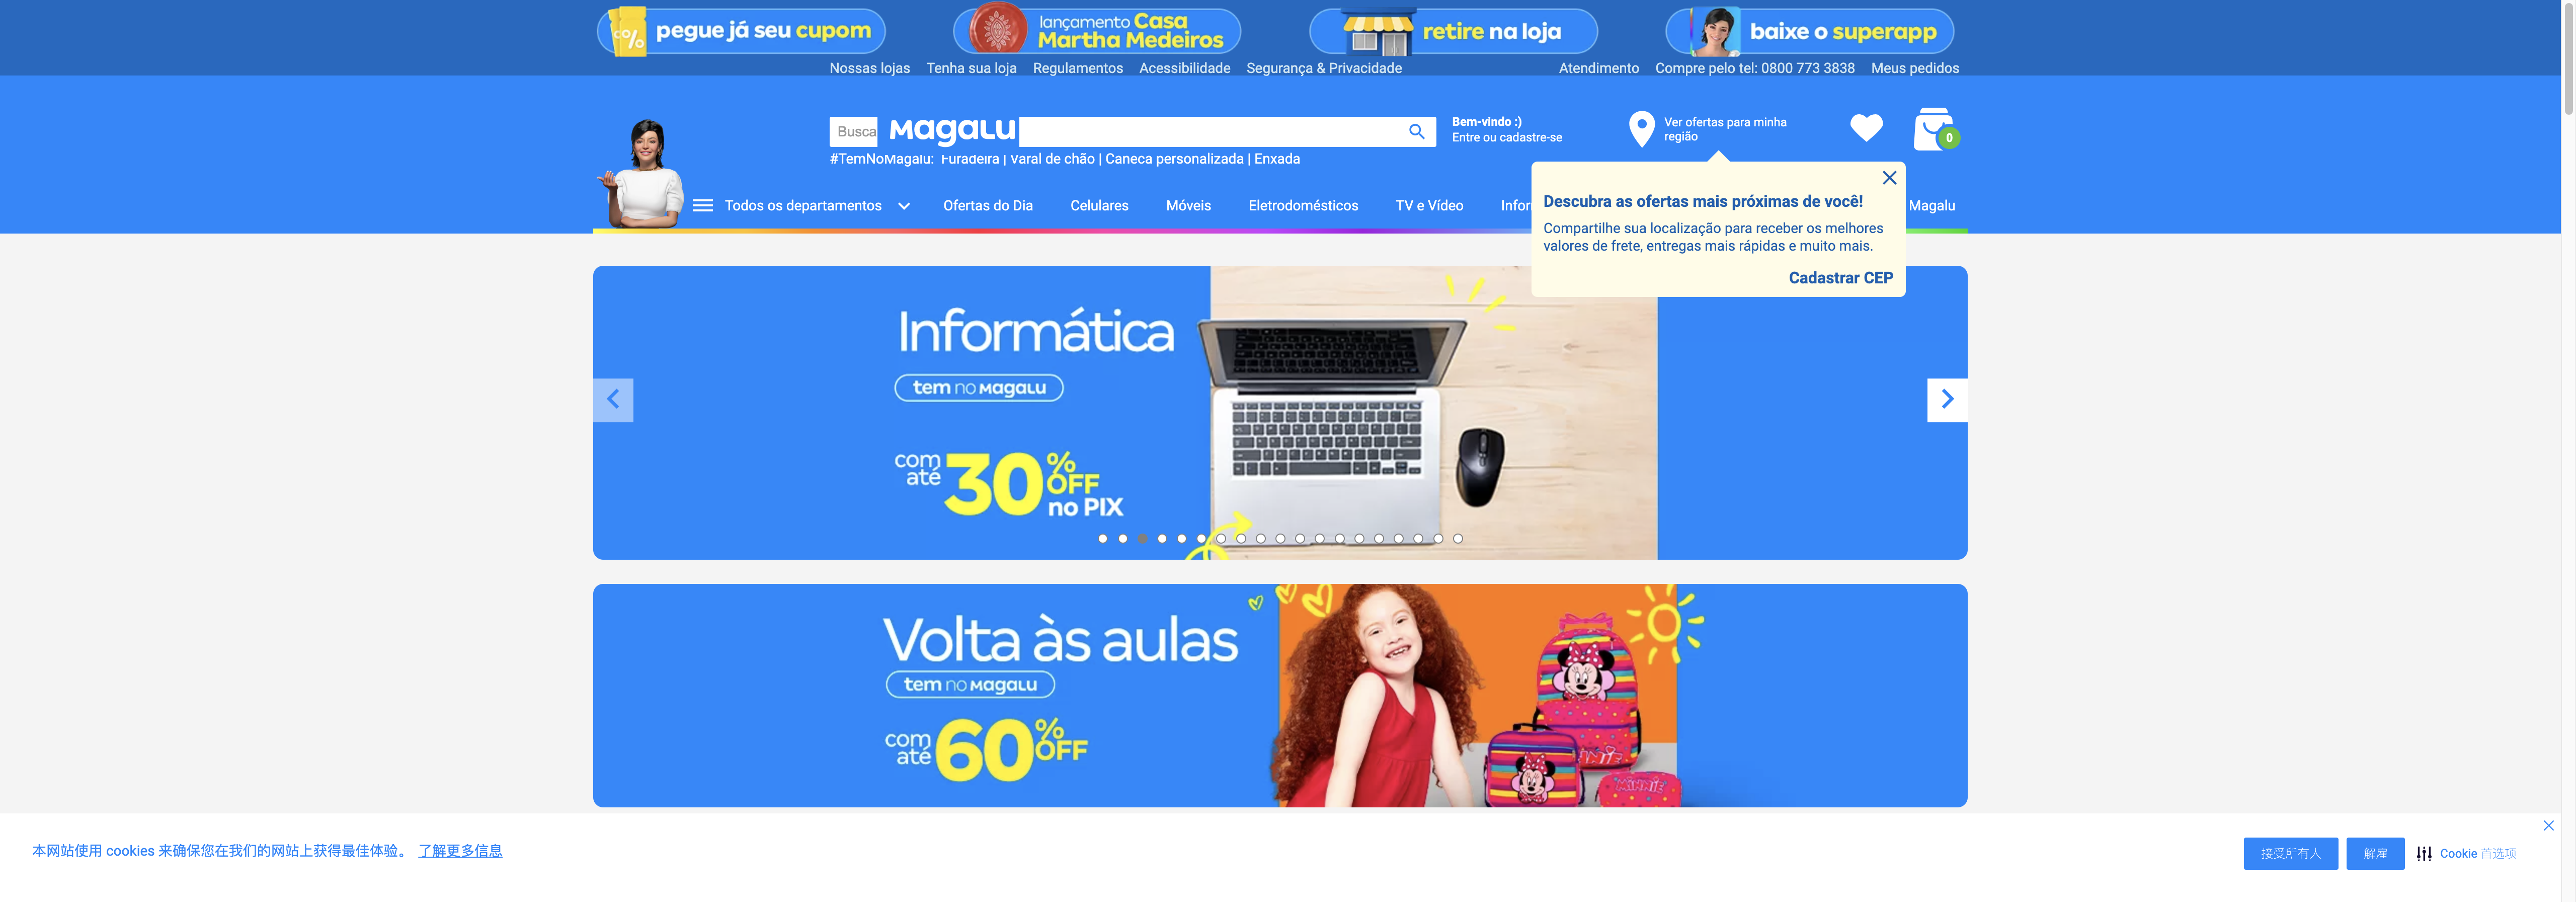 pegue já seu cupom
lançamento Casa
Martha Medeiros
retire na loja
baixe o superapp
Nossas lojas Tenha sua loja Regulamentos Acessibilidade Segurança & Privacidade Atendimento Compre pelo tel: 0800 773 3838 Meus pedidos
Busca
Magalu
Bem-vindo :)
Entre ou cadastre-se
Ver ofertas para minha
região
0
#TemNoMagalu: Furadeira | Varal de chão | Caneca personalizada | Enxada
Todos os departamentos Ofertas do Dia Celulares Móveis Eletrodomésticos TV e Vídeo Infor Magalu
Descubra as ofertas mais próximas de você!
Compartilhe sua localização para receber os melhores
valores de frete, entregas mais rápidas e muito mais.
Cadastrar CEP
Informática
tem no Magalu
com até 30% OFF
no PIX
Volta às aulas
tem no Magalu
com até 60% OFF
MINNIE
本网站使用 cookies 来确保您在我们的网站上获得最佳体验。 了解更多信息
接受所有人 解雇 Cookie 首选项